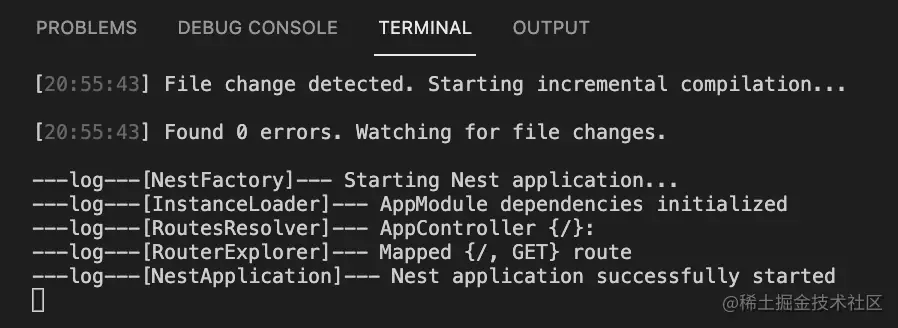 PROBLEMS DEBUG CONSOLE TERMINAL OUTPUT
[20:55:43] File change detected. Starting incremental compilation...
[20:55:43] Found 0 errors. Watching for file changes.
---log---[NestFactory]--- Starting Nest application...
---log---[InstanceLoader]--- AppModule dependencies initialized
---log---[RoutesResolver]--- AppController {/}:
---log---[RouterExplorer]--- Mapped {/, GET} route
---log---[NestApplication]--- Nest application successfully started
@稀土掘金技术社区